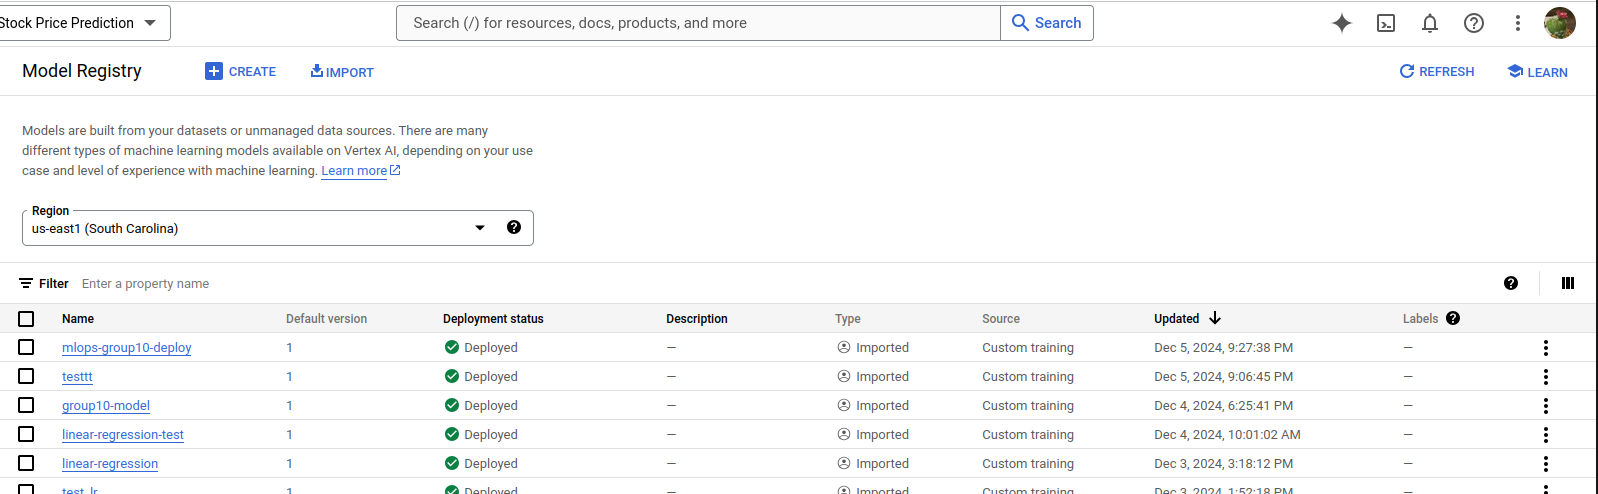 Stock Price Prediction Search (/) for resources, docs, products, and more Search
Model Registry CREATE IMPORT REFRESH LEARN
Models are built from your datasets or unmanaged data sources. There are many
different types of machine learning models available on Vertex AI, depending on your use
case and level of experience with machine learning. Learn more
Region
us-east1 (South Carolina)
Filter Enter a property name
Name Default version Deployment status Description Type Source Updated Labels
mlops-group10-deploy 1 Deployed — Imported Custom training Dec 5, 2024, 9:27:38 PM —
testtt 1 Deployed — Imported Custom training Dec 5, 2024, 9:06:45 PM —
group10-model 1 Deployed — Imported Custom training Dec 4, 2024, 6:25:41 PM —
linear-regression-test 1 Deployed — Imported Custom training Dec 4, 2024, 10:01:02 AM —
linear-regression 1 Deployed — Imported Custom training Dec 3, 2024, 3:18:12 PM —
test_lr 1 Deployed — Imported Custom training Dec 3, 2024, 1:52:18 PM —